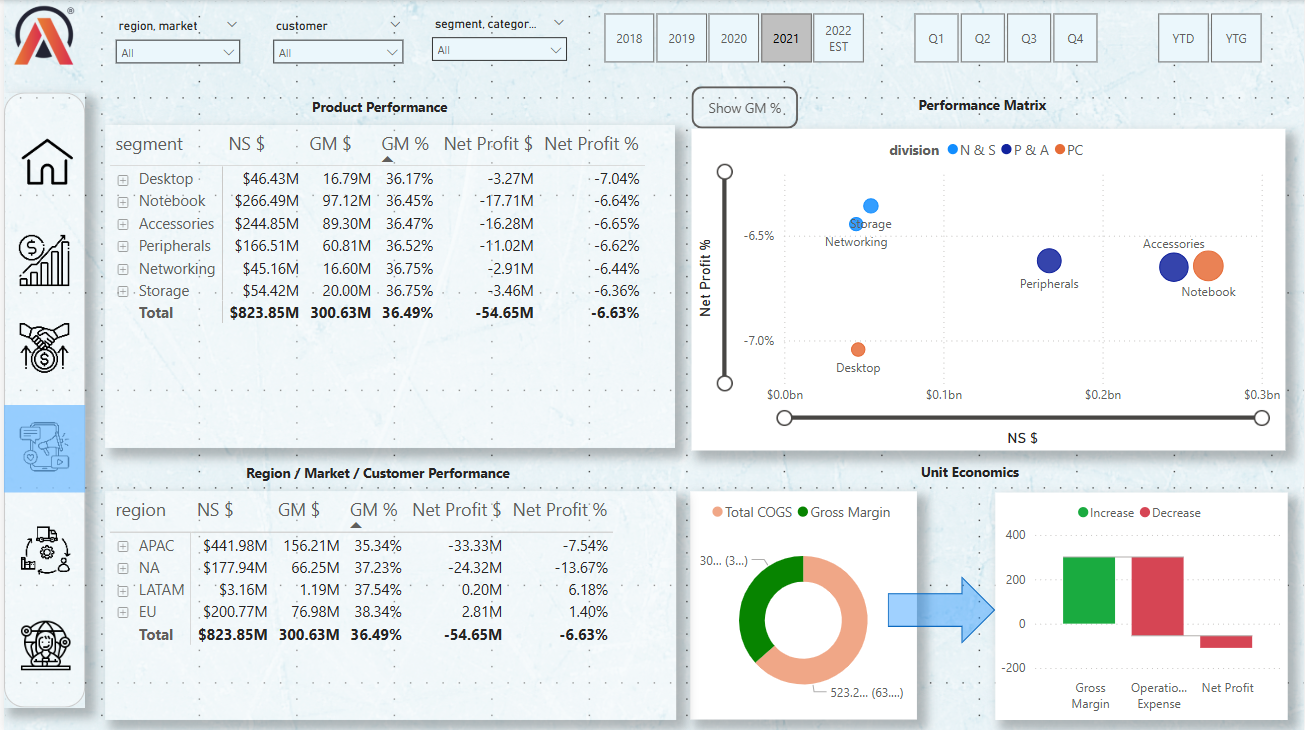 region, market
customer
segment, categor...
All
All
All
2018
2019
2020
2021
2022
EST
Q1
Q2
Q3
Q4
YTD
YTG
Product Performance
segment NS $ GM $ GM % Net Profit $ Net Profit %
Desktop $46.43M 16.79M 36.17% -3.27M -7.04%
Notebook $266.49M 97.12M 36.45% -17.71M -6.64%
Accessories $244.85M 89.30M 36.47% -16.28M -6.65%
Peripherals $166.51M 60.81M 36.52% -11.02M -6.62%
Networking $45.16M 16.60M 36.75% -2.91M -6.44%
Storage $54.42M 20.00M 36.75% -3.46M -6.36%
Total $823.85M 300.63M 36.49% -54.65M -6.63%
Show GM %
Performance Matrix
division N & S P & A PC
Net Profit %
-6.5%
-7.0%
Storage
Networking
Peripherals
Accessories
Notebook
Desktop
$0.0bn $0.1bn $0.2bn $0.3bn
NS $
Region / Market / Customer Performance
region NS $ GM $ GM % Net Profit $ Net Profit %
APAC $441.98M 156.21M 35.34% -33.33M -7.54%
NA $177.94M 66.25M 37.23% -24.32M -13.67%
LATAM $3.16M 1.19M 37.54% 0.20M 6.18%
EU $200.77M 76.98M 38.34% 2.81M 1.40%
Total $823.85M 300.63M 36.49% -54.65M -6.63%
Unit Economics
Total COGS Gross Margin
30... (3...)
523.2... (63....)
Increase Decrease
400
200
0
-200
Gross
Margin
Operatio...
Expense
Net Profit